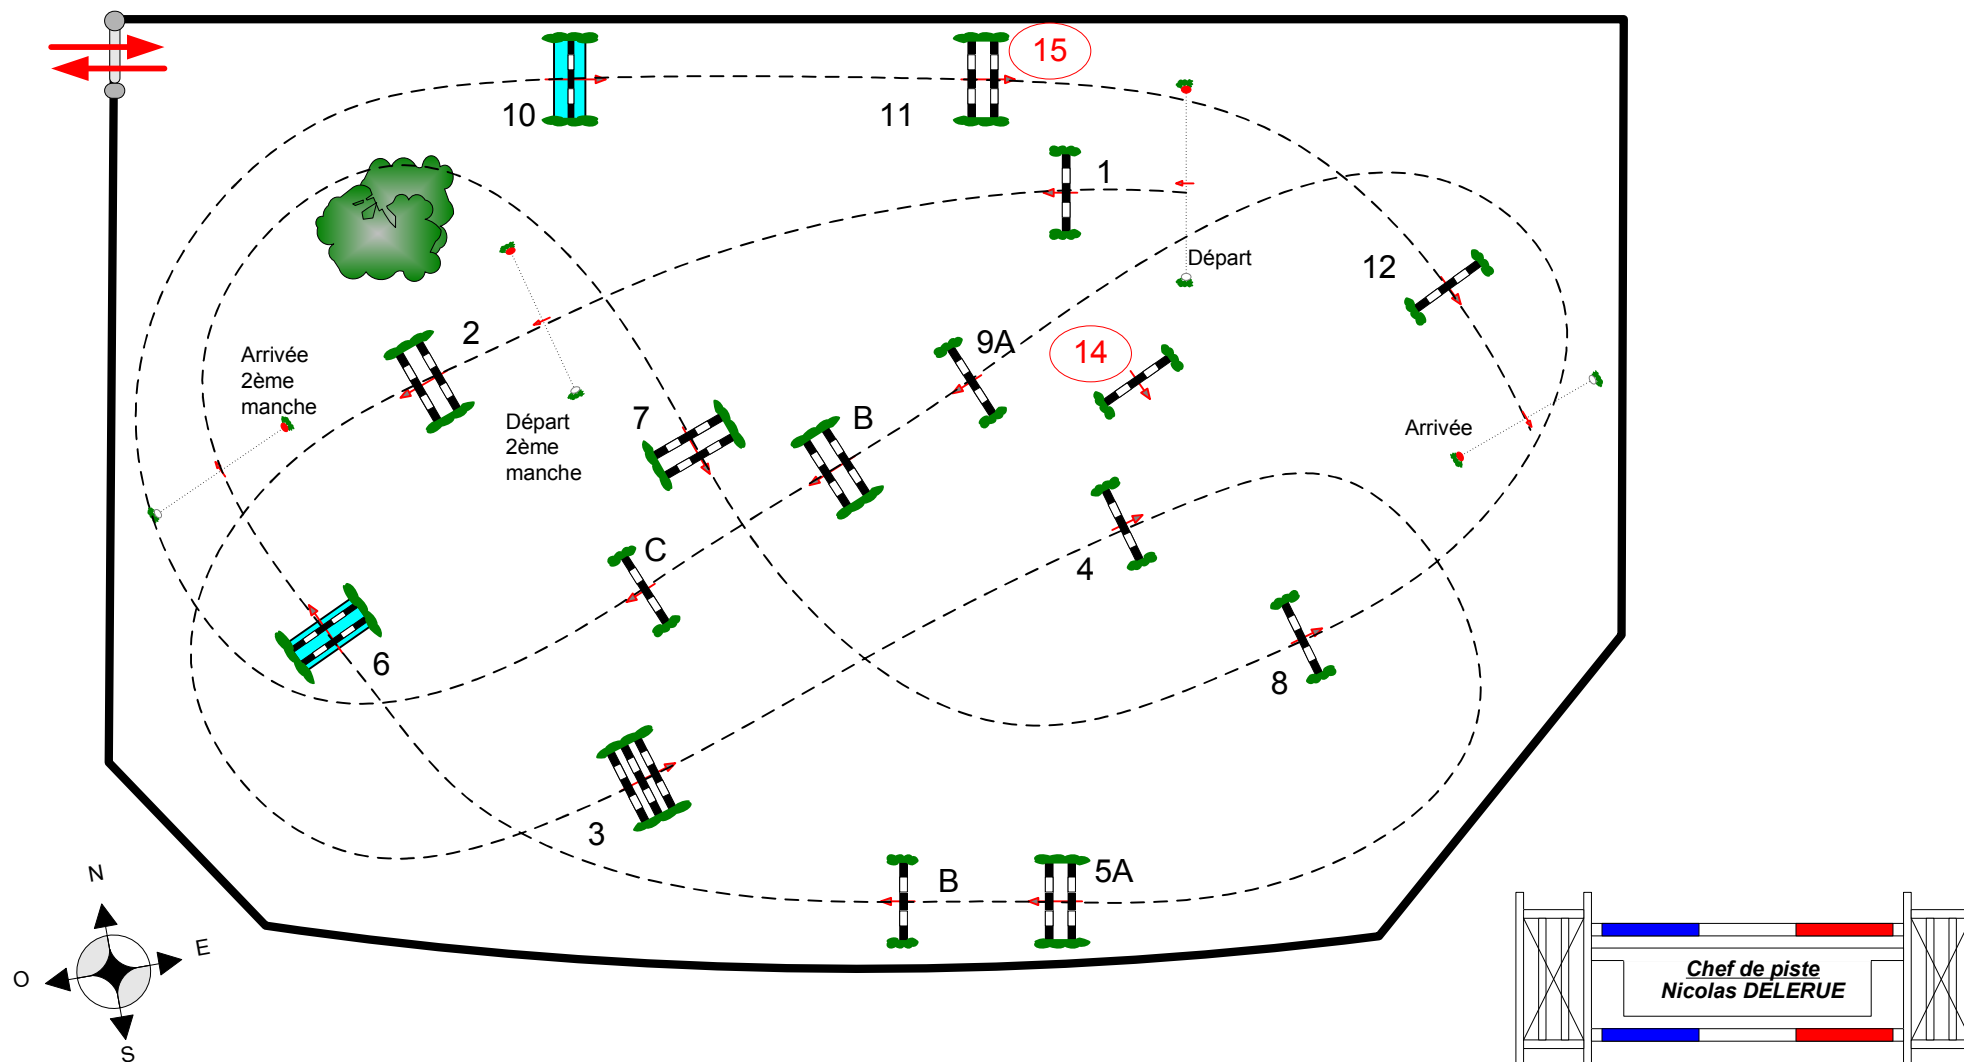 15
10
11
1
Départ
12
2
9A
14
Arrivée
2ème
manche
Départ
2ème
manche
7
B
Arrivée
C
4
6
8
3
B
5A
N
E
O
S
Chef de piste
Nicolas DELERUE